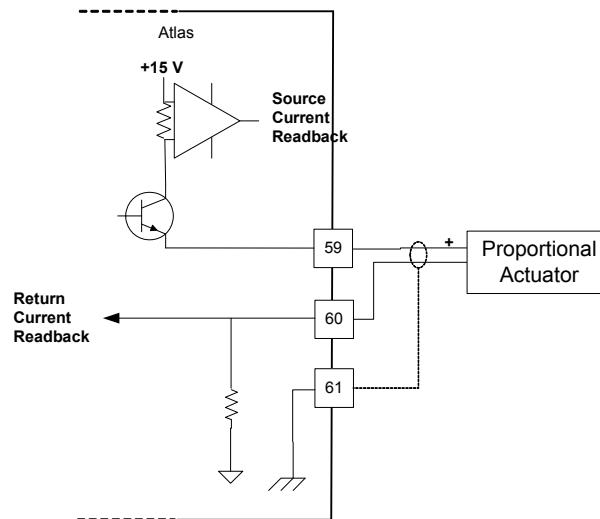 Atlas
+15 V
Source
Current
Readback
59
+
Proportional
Actuator
Return
Current
Readback
60
61